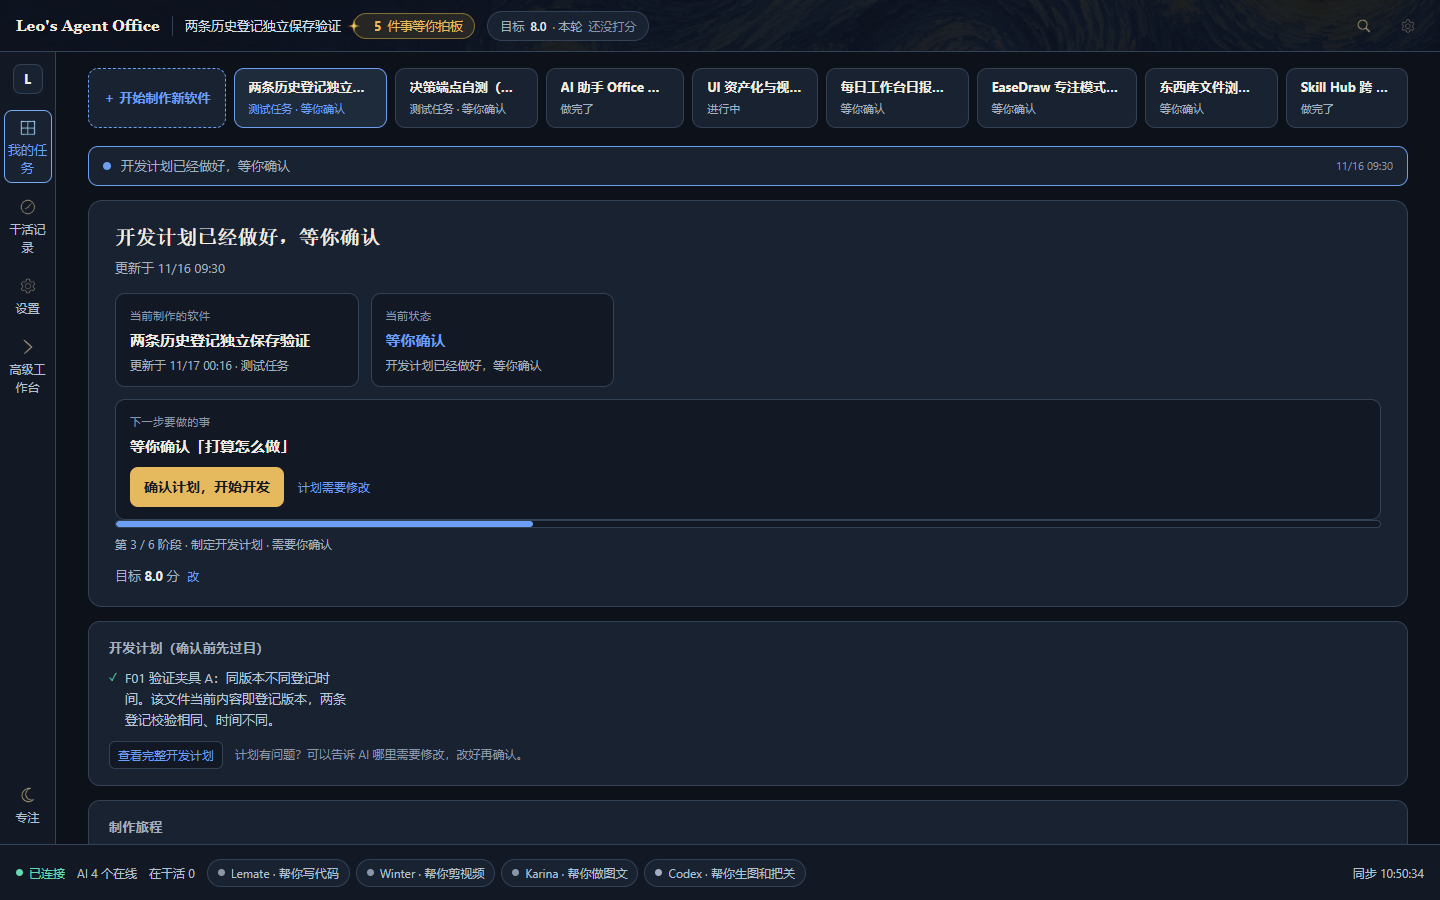 Leo's Agent Office
两条历史登记独立保存验证
5 件事等你拍板
目标 8.0 · 本轮 还没打分
L
我的任务
干活记录
设置
高级工作台
专注
+ 开始制作新软件
两条历史登记独立...
测试任务 · 等你确认
决策端点自测（...
测试任务 · 等你确认
AI 助手 Office ...
做完了
UI 资产化与视...
进行中
每日工作台日报...
等你确认
EaseDraw 专注模式...
等你确认
东西库文件浏...
等你确认
Skill Hub 跨 ...
做完了
开发计划已经做好，等你确认
11/16 09:30
开发计划已经做好，等你确认
更新于 11/16 09:30
当前制作的软件
两条历史登记独立保存验证
更新于 11/17 00:16 · 测试任务
当前状态
等你确认
开发计划已经做好，等你确认
下一步要做的事
等你确认「打算怎么做」
确认计划，开始开发
计划需要修改
第 3 / 6 阶段 · 制定开发计划 · 需要你确认
目标 8.0 分 改
开发计划（确认前先过目）
✓ F01 验证夹具 A：同版本不同登记时
间。该文件当前内容即登记版本，两条
登记校验相同、时间不同。
查看完整开发计划
计划有问题？可以告诉 AI 哪里需要修改，改好再确认。
制作旅程
已连接
AI 4 个在线
在干活 0
Lemate · 帮你写代码
Winter · 帮你剪视频
Karina · 帮你做图文
Codex · 帮你生图和把关
同步 10:50:34